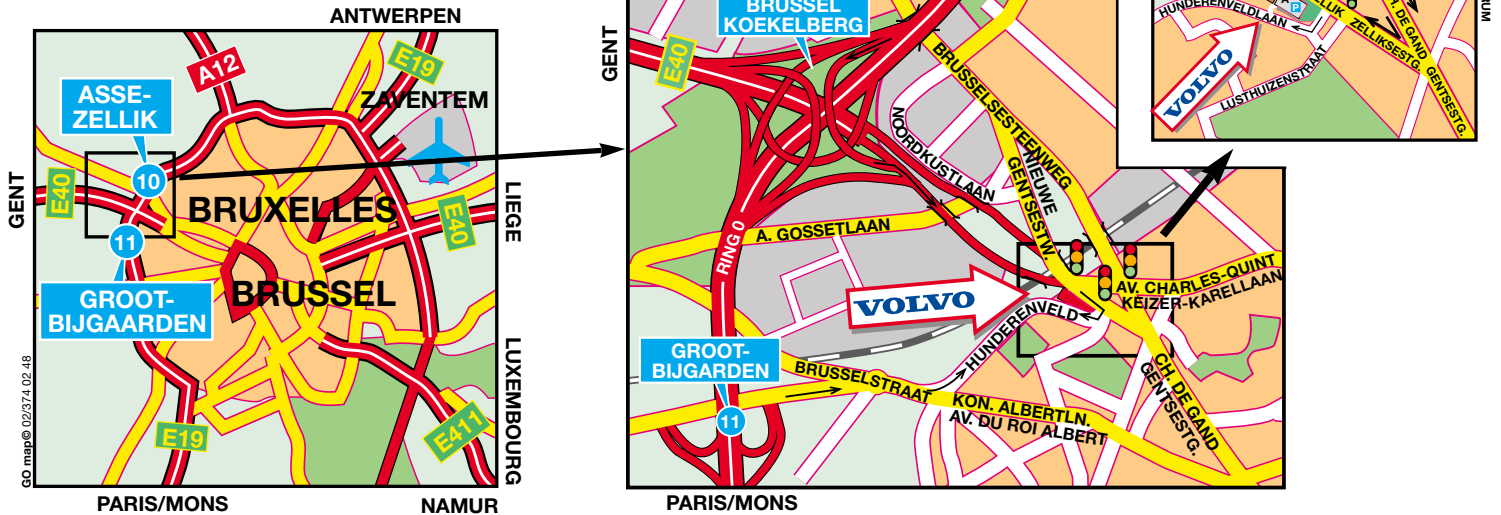 ANTWERPEN
A12
E19
ZAVENTEM
ASSE-
ZELLIK
10
GENT
E40
BRUXELLES
LIEGE
E40
11
BRUSSEL
GROOT-
BIJGAARDEN
LUXEMBOURG
E19
E411
GO map© 02/374 02 48
PARIS/MONS
NAMUR
BRUSSEL
KOEKELBERG
GENT
E40
BRUSSELSESTEENWEG
NOORDKUSTLAAN
NIEUWE
GENTSESTW.
A. GOSSETLAAN
RING 0
VOLVO
AV. CHARLES-QUINT
KEIZER-KARELLAAN
HUNDERENVELD
GROOT-
BIJGARDEN
11
BRUSSELSTRAAT
KON. ALBERTLN.
AV. DU ROI ALBERT
CH. DE GAND
GENTSESTG.
PARIS/MONS
HUNDERENVELDLAAN
P
ZELLIKSESTG.
CH. DE GAND
GENTSESTG.
VOLVO
LUSTHUIZENSTRAAT